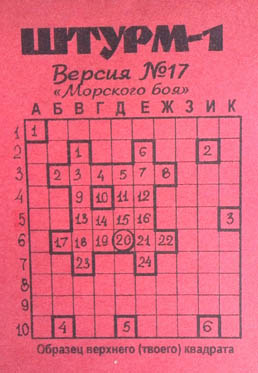 ШТУРМ-1
Версия №17
«Морского боя»
А Б В Г Д Е Ж З И К
1 1
2 1 6 2
3 2 3 4 5 7 8
4 9 10 11 12
5 13 14 15 16 3
6 17 18 19 20 21 22
7 23 24
8
9
10 4 5 6
Образец верхнего (твоего) квадрата